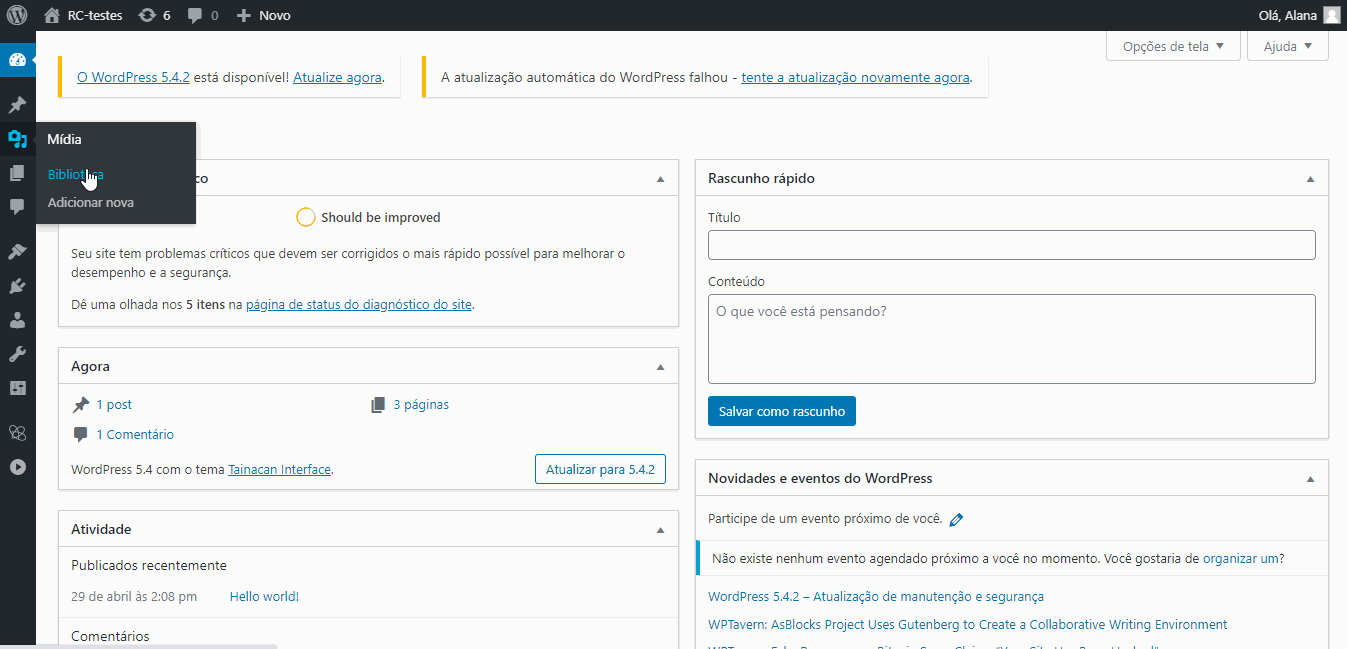 RC-testes 6 0 Novo Olá, Alana
Opções de tela Ajuda
O WordPress 5.4.2 está disponível! Atualize agora.
A atualização automática do WordPress falhou - tente a atualização novamente agora.
Mídia
Biblioteca
Adicionar nova
co
Should be improved
Seu site tem problemas críticos que devem ser corrigidos o mais rápido possível para melhorar o
desempenho e a segurança.
Dê uma olhada nos 5 itens na página de status do diagnóstico do site.
Agora
1 post
3 páginas
1 Comentário
WordPress 5.4 com o tema Tainacan Interface.
Atualizar para 5.4.2
Atividade
Publicados recentemente
29 de abril às 2:08 pm Hello world!
Comentários
Rascunho rápido
Título
Conteúdo
O que você está pensando?
Salvar como rascunho
Novidades e eventos do WordPress
Participe de um evento próximo de você.
Não existe nenhum evento agendado próximo a você no momento. Você gostaria de organizar um?
WordPress 5.4.2 – Atualização de manutenção e segurança
WPTavern: AsBlocks Project Uses Gutenberg to Create a Collaborative Writing Environment